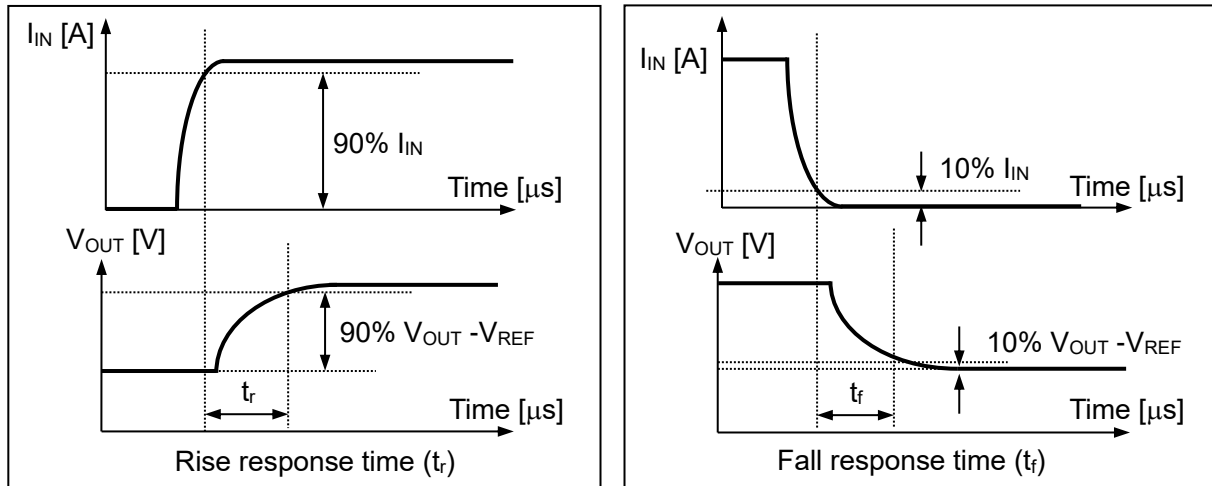 I_IN [A]
90% I_IN
Time [μs]
V_OUT [V]
90% V_OUT -V_REF
t_r
Time [μs]
Rise response time (t_r)
I_IN [A]
10% I_IN
Time [μs]
V_OUT [V]
10% V_OUT -V_REF
t_f
Time [μs]
Fall response time (t_f)